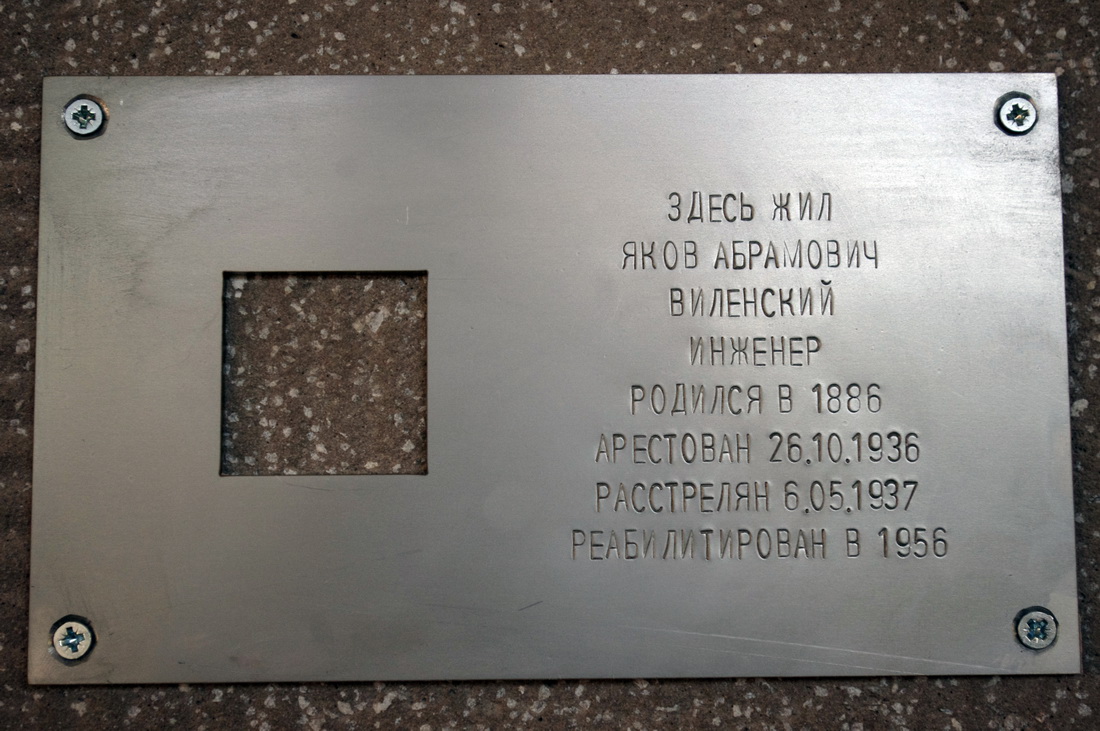 ЗДЕСЬ ЖИЛ
ЯКОВ АБРАМОВИЧ
ВИЛЕНСКИЙ
ИНЖЕНЕР
РОДИЛСЯ В 1886
АРЕСТОВАН 26.10.1936
РАССТРЕЛЯН 6.05.1937
РЕАБИЛИТИРОВАН В 1956